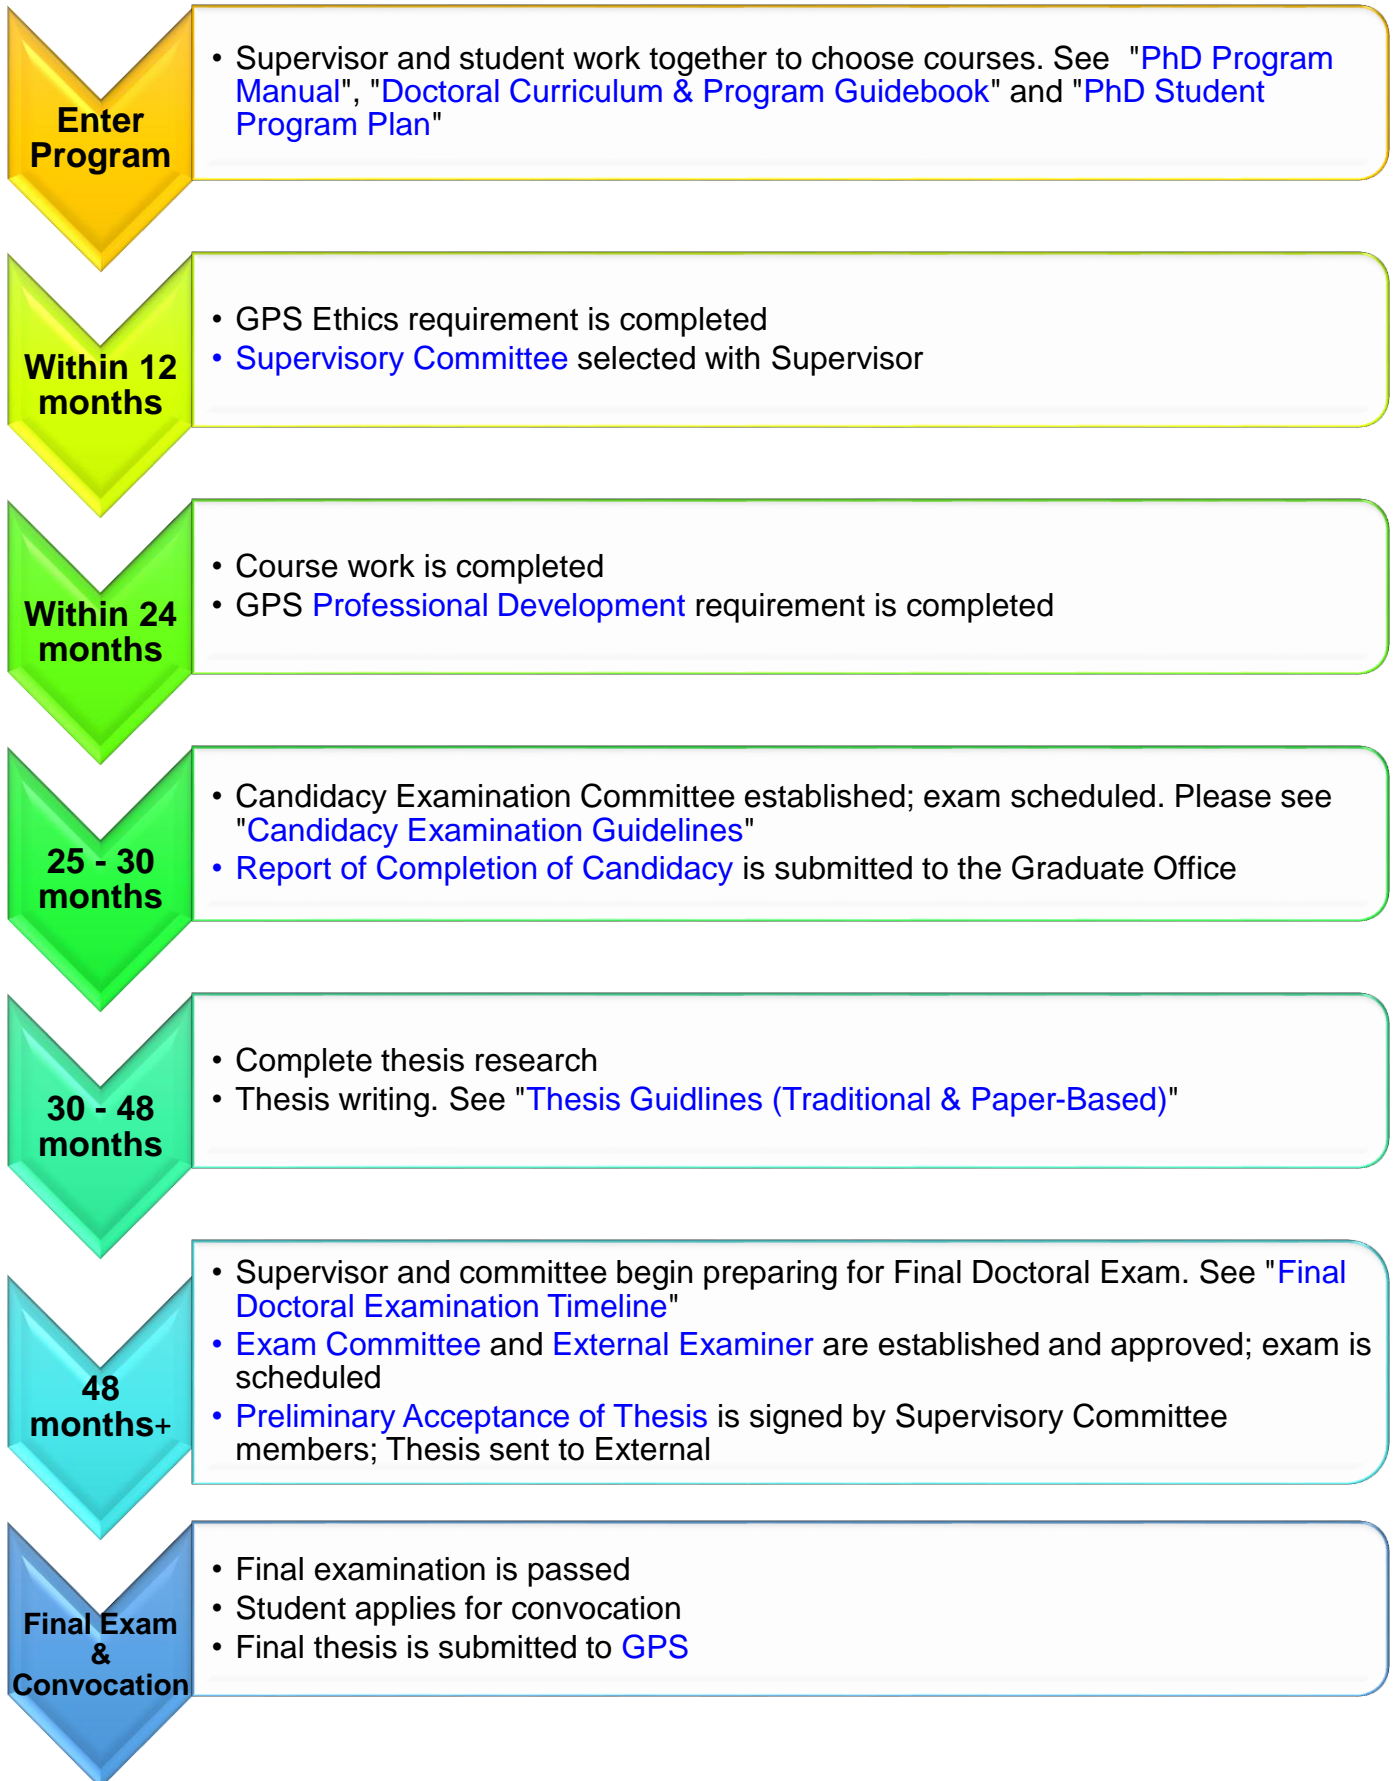 Enter
Program
• Supervisor and student work together to choose courses. See "PhD Program
Manual", "Doctoral Curriculum & Program Guidebook" and "PhD Student
Program Plan"
Within 12
months
• GPS Ethics requirement is completed
• Supervisory Committee selected with Supervisor
Within 24
months
• Course work is completed
• GPS Professional Development requirement is completed
25 - 30
months
• Candidacy Examination Committee established; exam scheduled. Please see
"Candidacy Examination Guidelines"
• Report of Completion of Candidacy is submitted to the Graduate Office
30 - 48
months
• Complete thesis research
• Thesis writing. See "Thesis Guidlines (Traditional & Paper-Based)"
48
months+
• Supervisor and committee begin preparing for Final Doctoral Exam. See "Final
Doctoral Examination Timeline"
• Exam Committee and External Examiner are established and approved; exam is
scheduled
• Preliminary Acceptance of Thesis is signed by Supervisory Committee
members; Thesis sent to External
Final Exam
&
Convocation
• Final examination is passed
• Student applies for convocation
• Final thesis is submitted to GPS